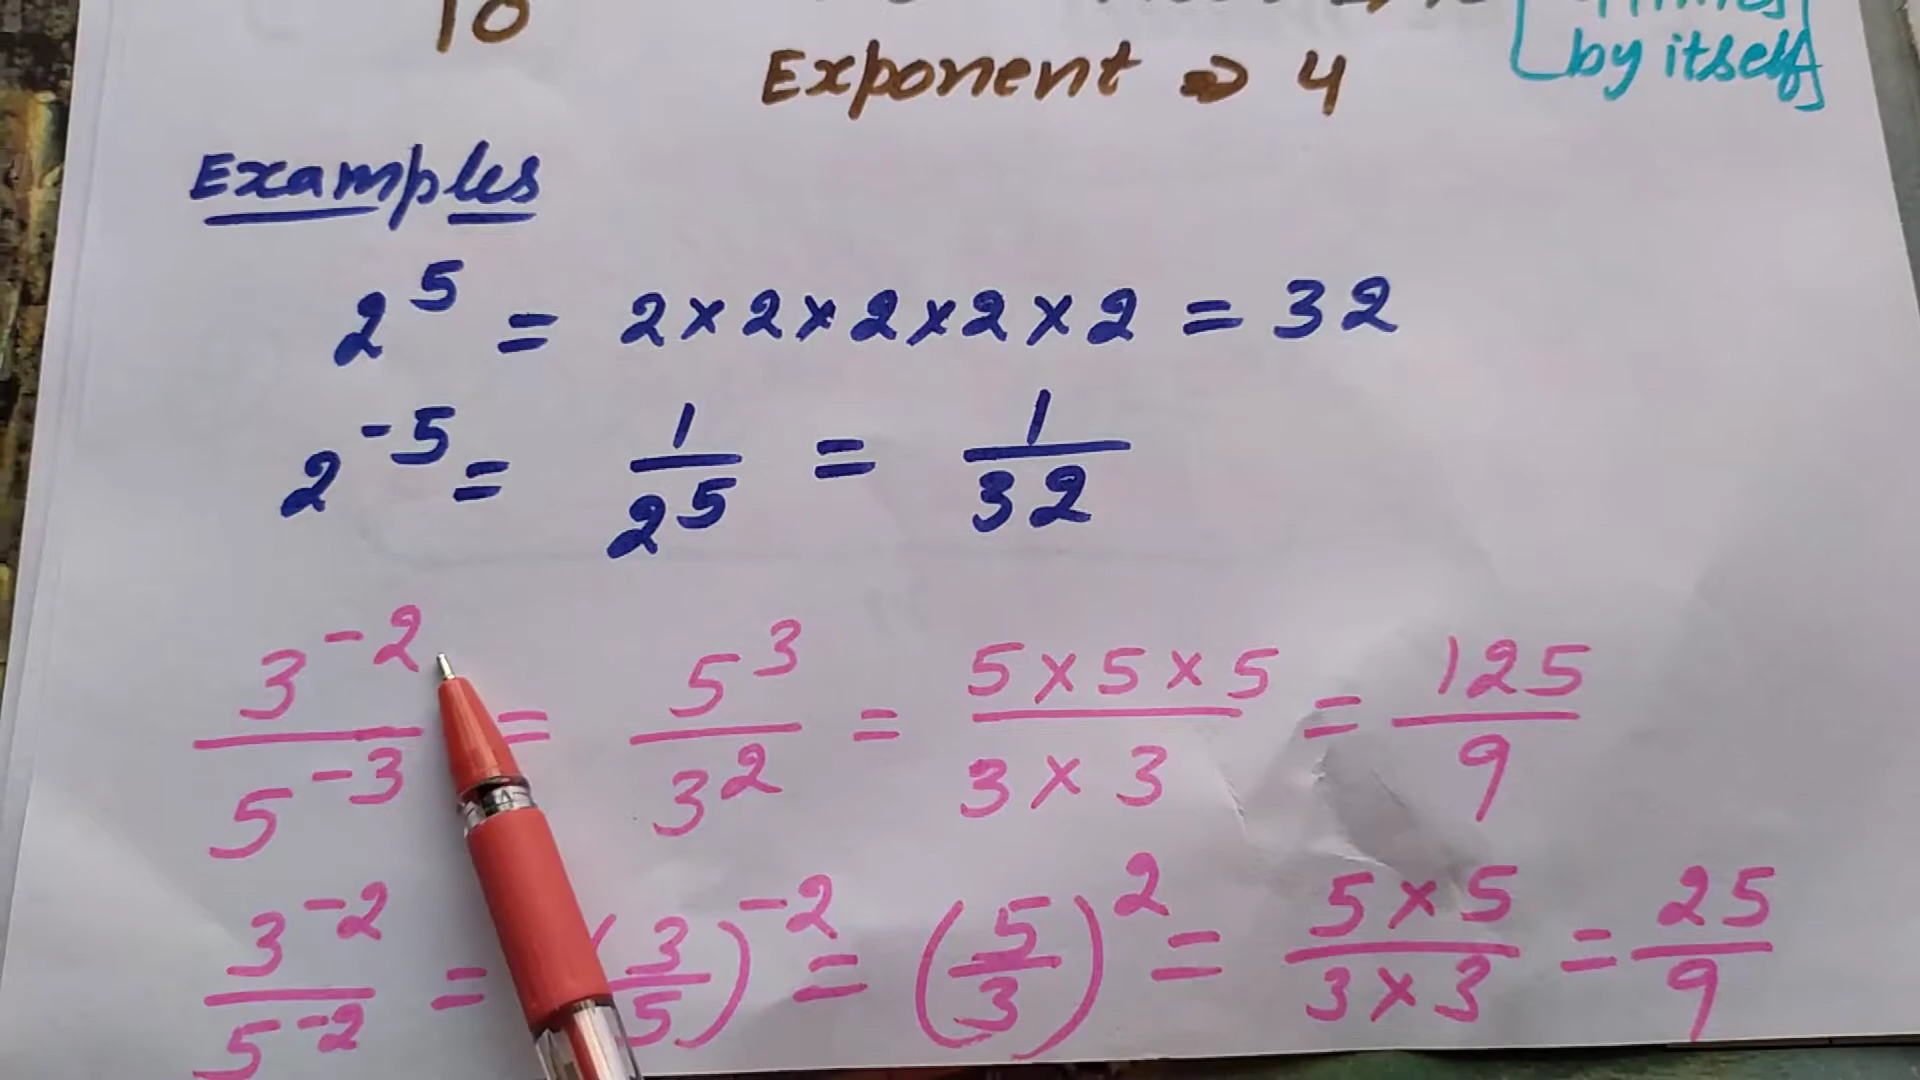 10
Exponent ⇒ 4
by itself
Examples
2^5 = 2×2×2×2×2 = 32
2^-5 = 1/2^5 = 1/32
3^-2/5^-3 = 5^3/3^2 = 5×5×5/3×3 = 125/9
3^-2/5^-2 = (3/5)^-2 = (5/3)^2 = 5×5/3×3 = 25/9